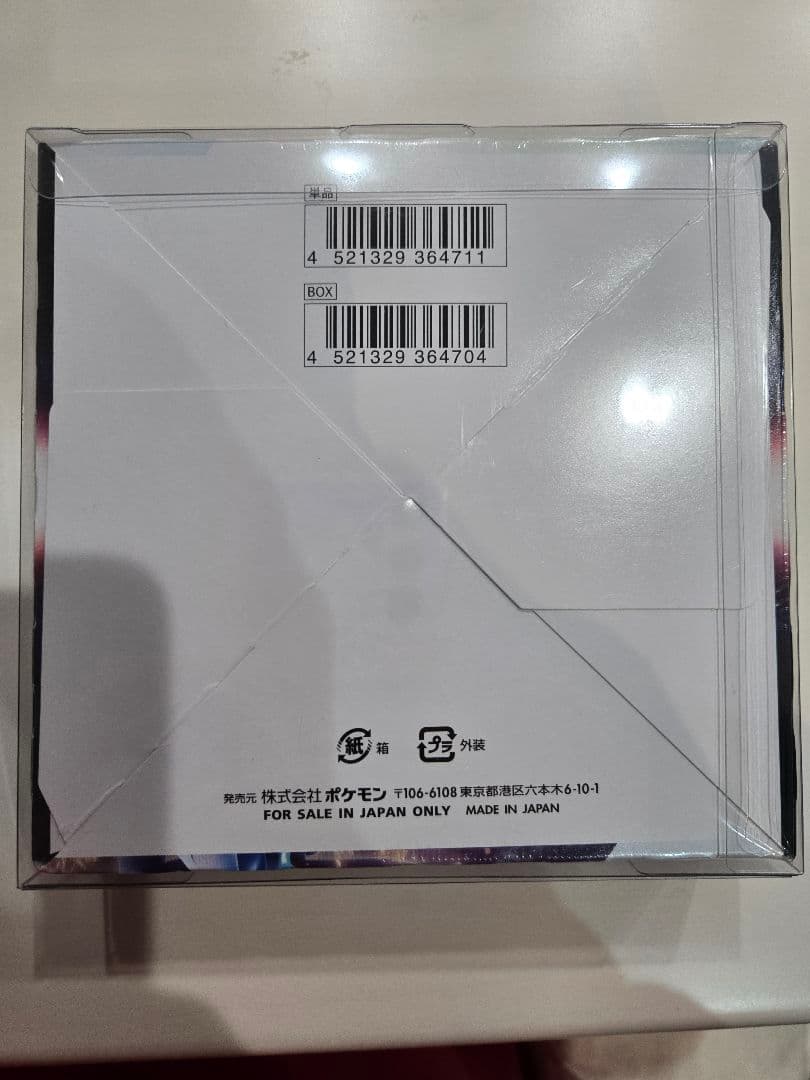 単品
4 521329 364711
BOX
4 521329 364704
紙 箱 プラ 外装
発売元 株式会社 ポケモン 〒106-6108 東京都港区六本木6-10-1
FOR SALE IN JAPAN ONLY MADE IN JAPAN